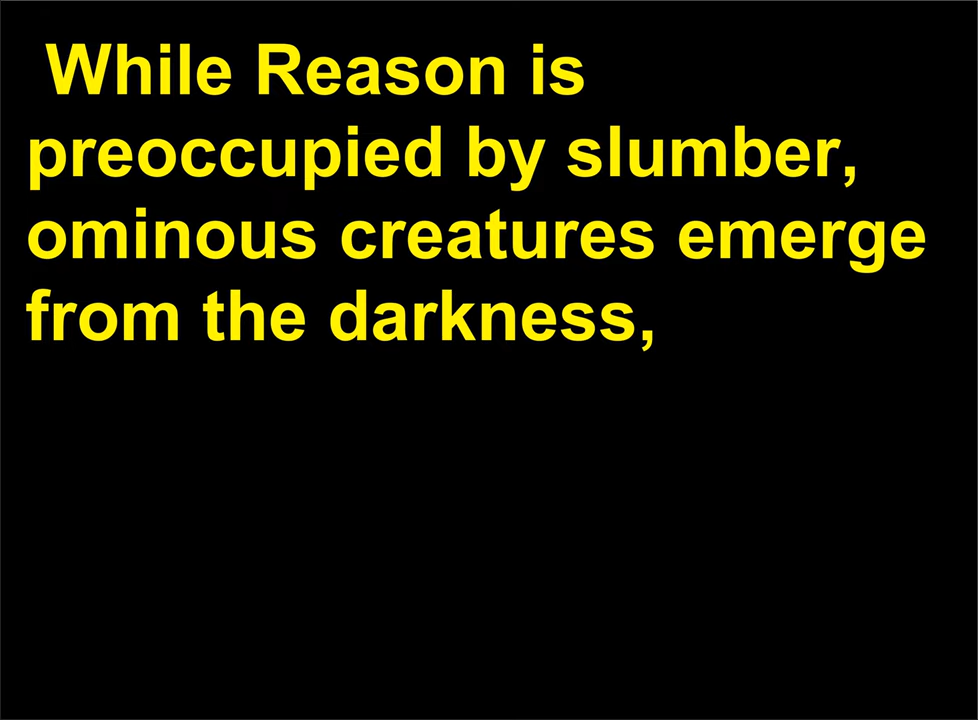 While Reason is
preoccupied by slumber,
ominous creatures emerge
from the darkness,